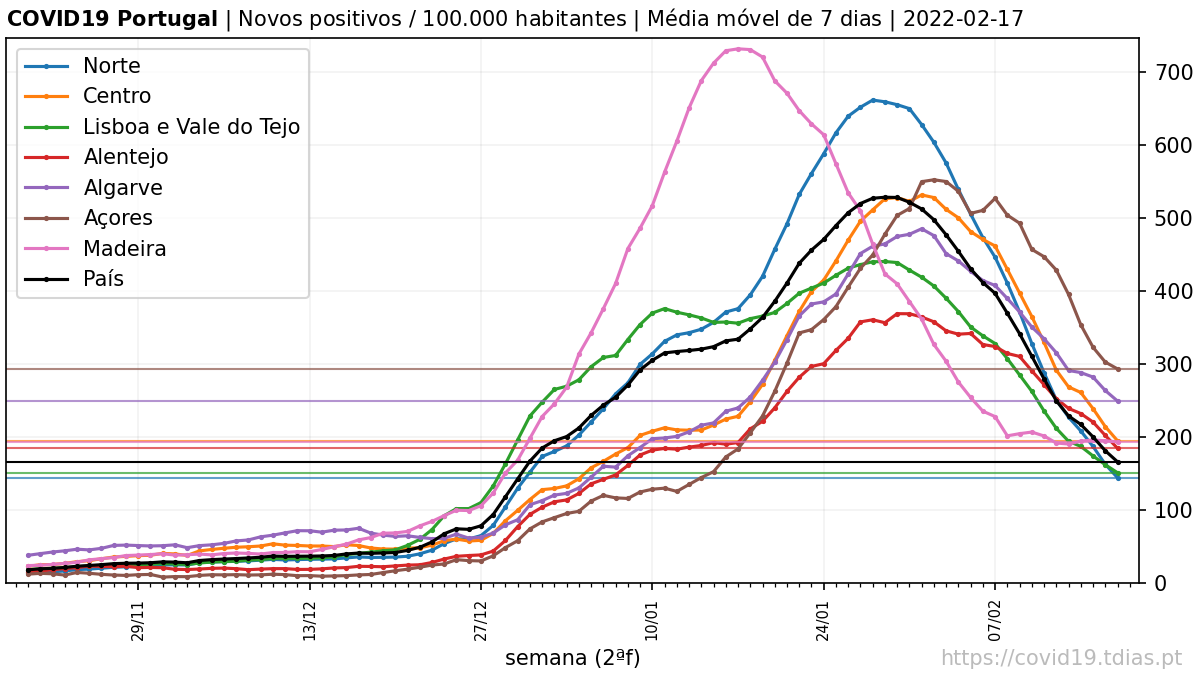 COVID19 Portugal | Novos positivos / 100.000 habitantes | Média móvel de 7 dias | 2022-02-17
Norte
Centro
Lisboa e Vale do Tejo
Alentejo
Algarve
Açores
Madeira
País
700
600
500
400
300
200
100
0
29/11
13/12
27/12
10/01
24/01
07/02
semana (2ªf)
https://covid19.tdias.pt